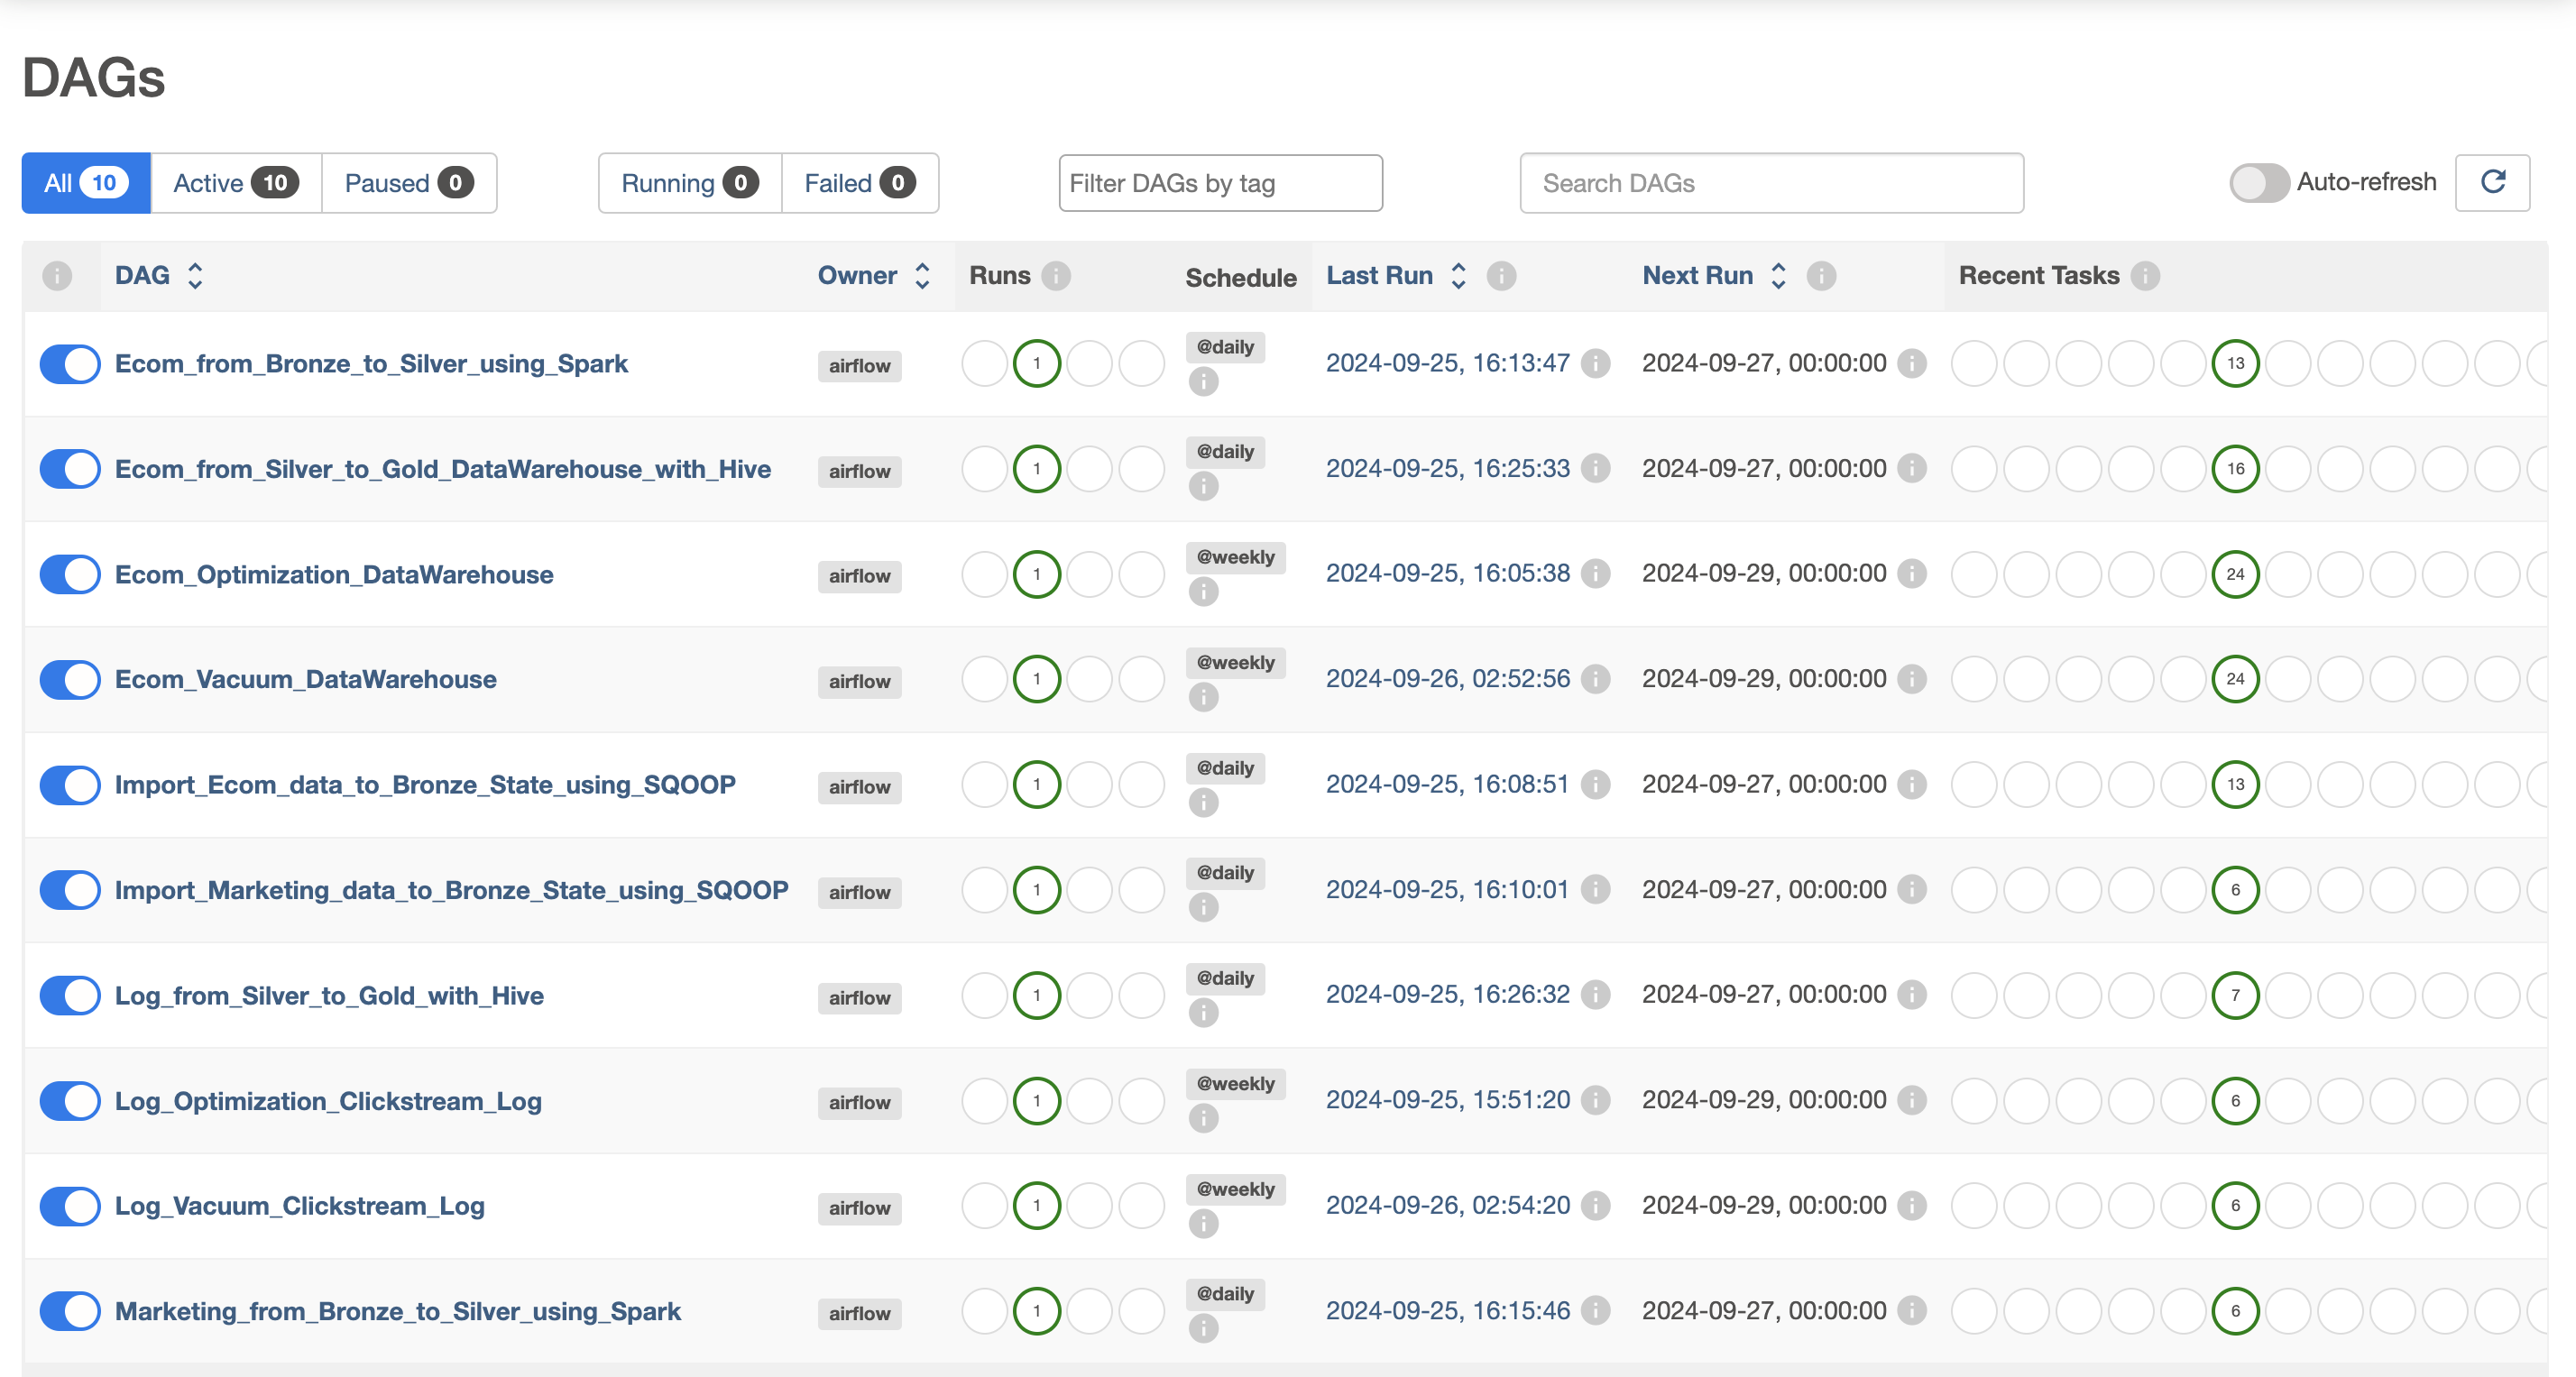 DAGs
All 10 Active 10 Paused 0 Running 0 Failed 0 Filter DAGs by tag Search DAGs Auto-refresh
i DAG Owner Runs i Schedule Last Run i Next Run i Recent Tasks i
Ecom_from_Bronze_to_Silver_using_Spark airflow 1 @daily i 2024-09-25, 16:13:47 i 2024-09-27, 00:00:00 i 13
Ecom_from_Silver_to_Gold_DataWarehouse_with_Hive airflow 1 @daily i 2024-09-25, 16:25:33 i 2024-09-27, 00:00:00 i 16
Ecom_Optimization_DataWarehouse airflow 1 @weekly i 2024-09-25, 16:05:38 i 2024-09-29, 00:00:00 i 24
Ecom_Vacuum_DataWarehouse airflow 1 @weekly i 2024-09-26, 02:52:56 i 2024-09-29, 00:00:00 i 24
Import_Ecom_data_to_Bronze_State_using_SQOOP airflow 1 @daily i 2024-09-25, 16:08:51 i 2024-09-27, 00:00:00 i 13
Import_Marketing_data_to_Bronze_State_using_SQOOP airflow 1 @daily i 2024-09-25, 16:10:01 i 2024-09-27, 00:00:00 i 6
Log_from_Silver_to_Gold_with_Hive airflow 1 @daily i 2024-09-25, 16:26:32 i 2024-09-27, 00:00:00 i 7
Log_Optimization_Clickstream_Log airflow 1 @weekly i 2024-09-25, 15:51:20 i 2024-09-29, 00:00:00 i 6
Log_Vacuum_Clickstream_Log airflow 1 @weekly i 2024-09-26, 02:54:20 i 2024-09-29, 00:00:00 i 6
Marketing_from_Bronze_to_Silver_using_Spark airflow 1 @daily i 2024-09-25, 16:15:46 i 2024-09-27, 00:00:00 i 6